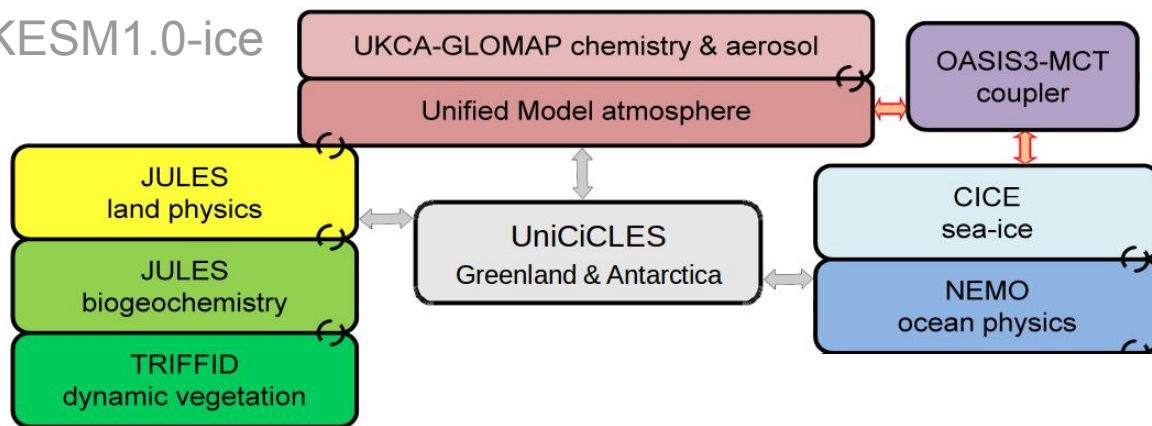 KESM1.0-ice
UKCA-GLOMAP chemistry & aerosol
Unified Model atmosphere
OASIS3-MCT
coupler
JULES
land physics
JULES
biogeochemistry
TRIFFID
dynamic vegetation
UniCiCLES
Greenland & Antarctica
CICE
sea-ice
NEMO
ocean physics